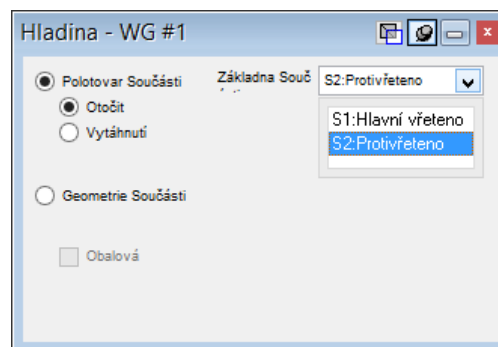 Hladina - WG #1
Polotovar Součásti
Základna Souč
S2:Protivřeteno
Otočit
Vytáhnutí
S1:Hlavní vřeteno
S2:Protivřeteno
Geometrie Součásti
Obalová